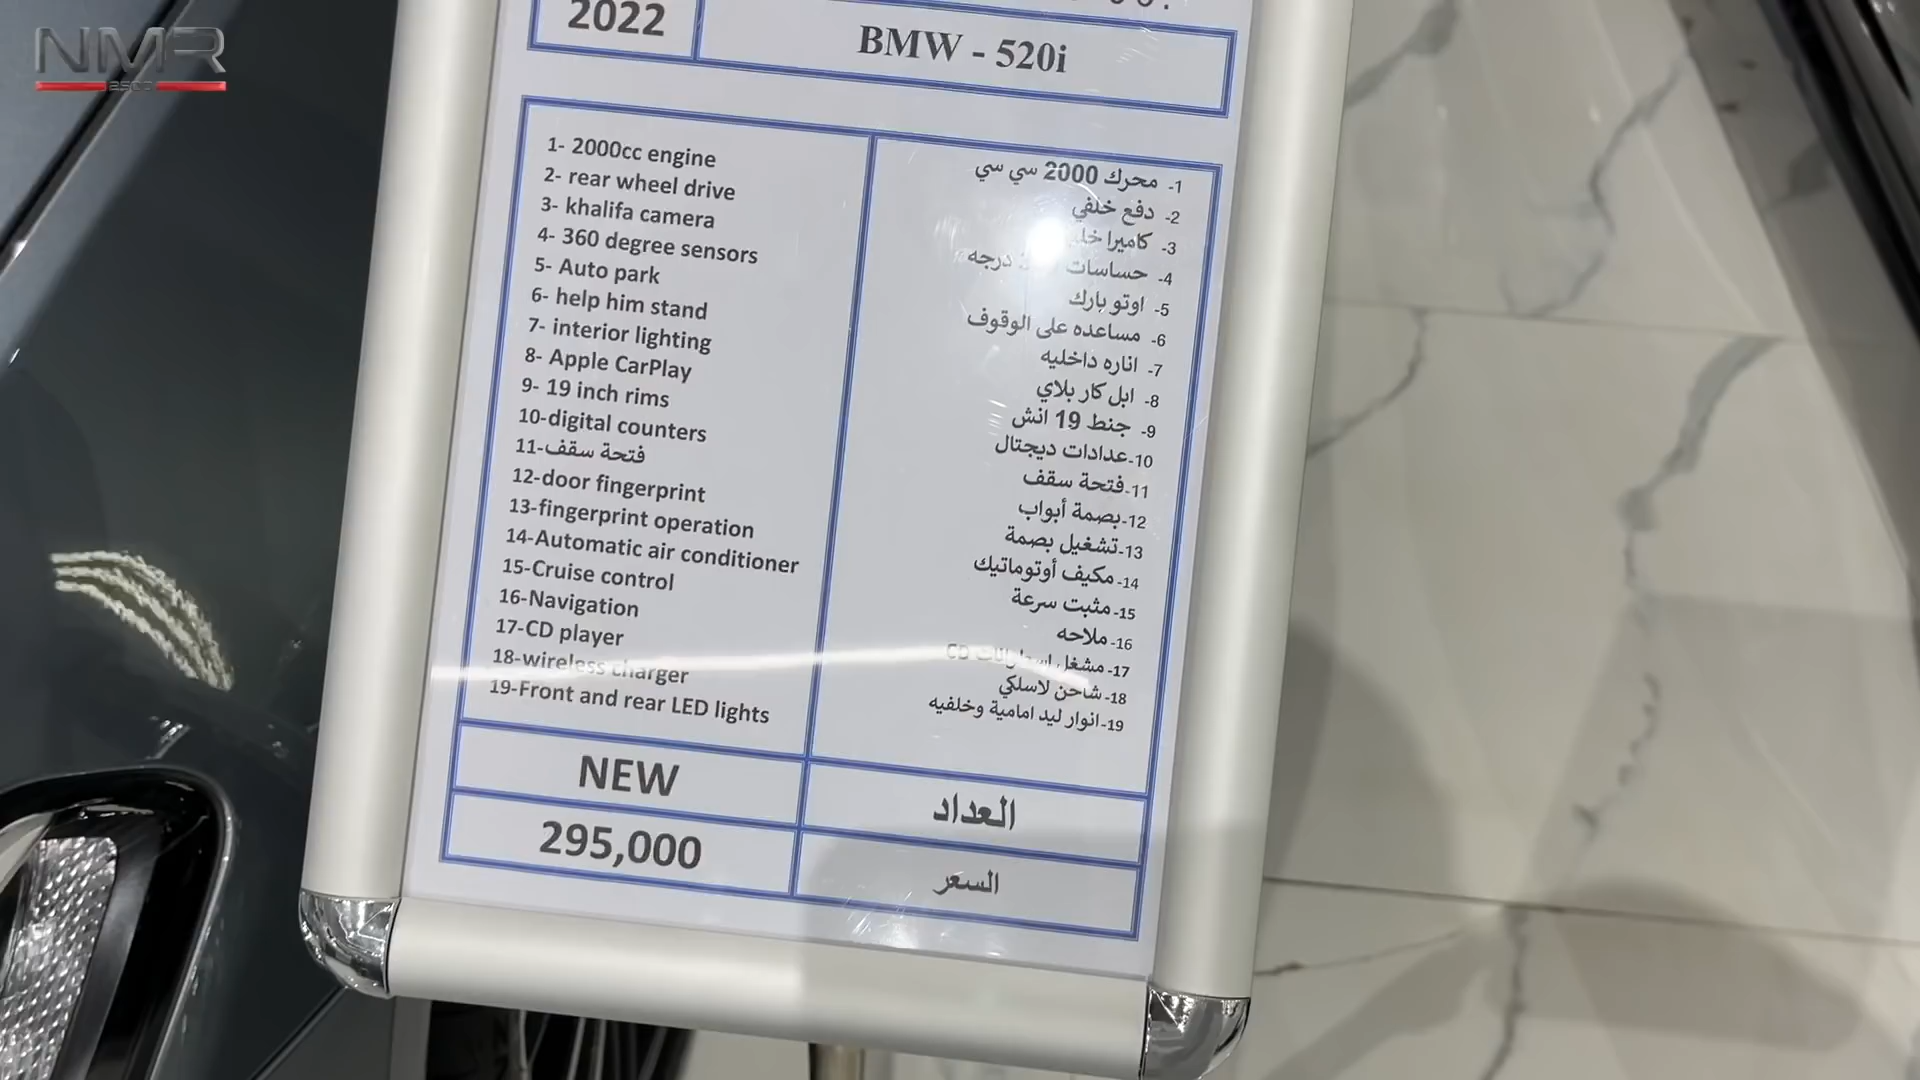 NMR
2022
BMW - 520i
1- 2000cc engine
2- rear wheel drive
3- khalifa camera
4- 360 degree sensors
5- Auto park
6- help him stand
7- interior lighting
8- Apple CarPlay
9- 19 inch rims
10-digital counters
11-فتحة سقف
12-door fingerprint
13-fingerprint operation
14-Automatic air conditioner
15-Cruise control
16-Navigation
17-CD player
18-wireless charger
19-Front and rear LED lights
1- محرك 2000 سي سي
2- دفع خلفي
3- كاميرا
4- حساسات درجه
5- اوتو بارك
6- مساعده على الوقوف
7- اناره داخليه
8- ابل كار بلاي
9- جنط 19 انش
10-عدادات ديجتال
11-فتحة سقف
12-بصمة أبواب
13-تشغيل بصمة
14-مكيف أوتوماتيك
15-مثبت سرعة
16-ملاحه
17-مشغل اسطوانات CD
18-شاحن لاسلكي
19-انوار ليد امامية وخلفيه
NEW
العداد
295,000
السعر